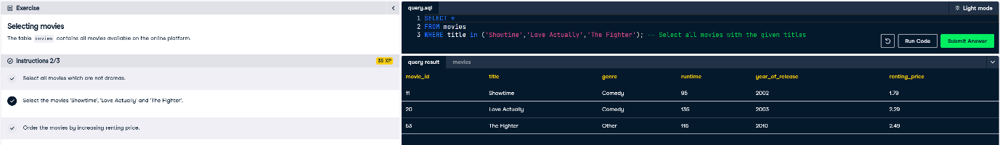 Exercise
Selecting movies
The table movies contains all movies available on the online platform.
Instructions 2/3
35 XP
Select all movies which are not dramas.
Select the movies 'Showtime', 'Love Actually' and 'The Fighter'.
Order the movies by increasing renting price.
query.sql
Light mode
1 SELECT *
2 FROM movies
3 WHERE title in ('Showtime','Love Actually','The Fighter'); -- Select all movies with the given titles
Run Code
Submit Answer
query result movies
movie_id title genre runtime year_of_release renting_price
11 Showtime Comedy 95 2002 1.79
20 Love Actually Comedy 135 2003 2.29
53 The Fighter Other 116 2010 2.49